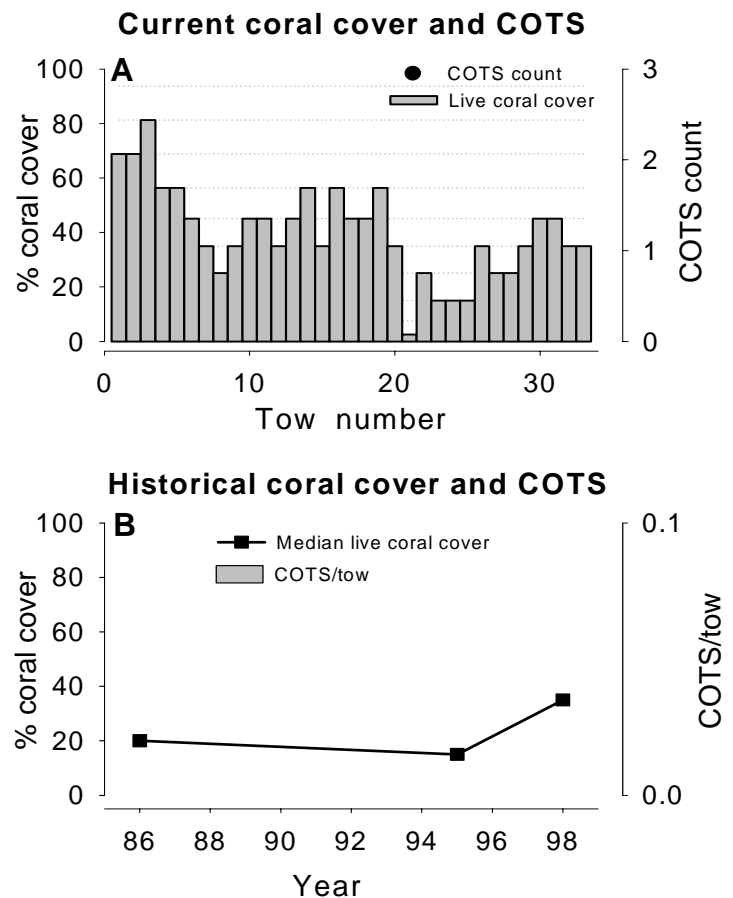 Current coral cover and COTS
A
COTS count
Live coral cover
100
80
60
40
20
0
% coral cover
3
2
1
0
COTS count
0 10 20 30
Tow number
Historical coral cover and COTS
B
Median live coral cover
COTS/tow
100
80
60
40
20
0
% coral cover
0.1
0.0
COTS/tow
86 88 90 92 94 96 98
Year